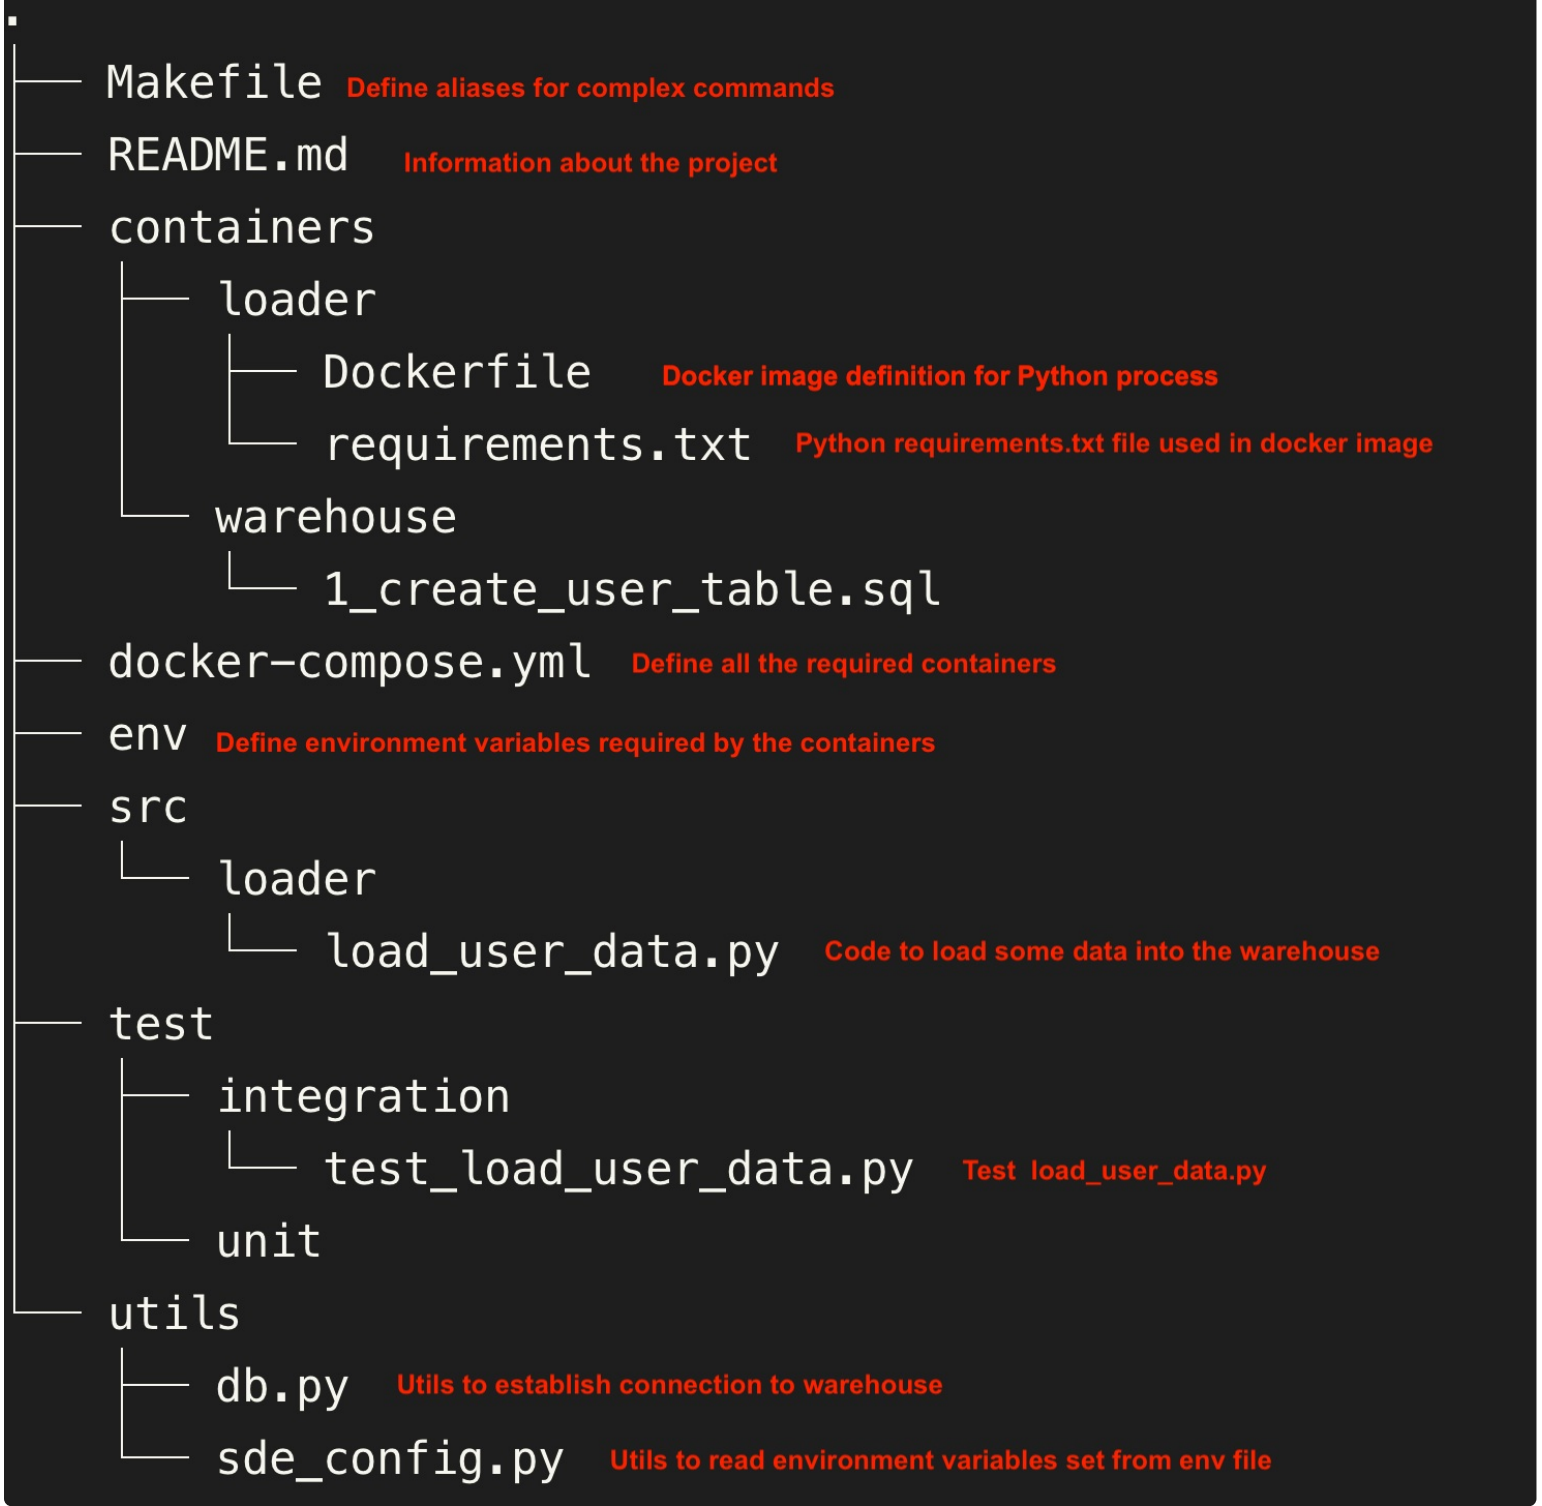 .
Makefile Define aliases for complex commands
README.md Information about the project
containers
loader
Dockerfile Docker image definition for Python process
requirements.txt Python requirements.txt file used in docker image
warehouse
1_create_user_table.sql
docker-compose.yml Define all the required containers
env Define environment variables required by the containers
src
loader
load_user_data.py Code to load some data into the warehouse
test
integration
test_load_user_data.py Test load_user_data.py
unit
utils
db.py Utils to establish connection to warehouse
sde_config.py Utils to read environment variables set from env file